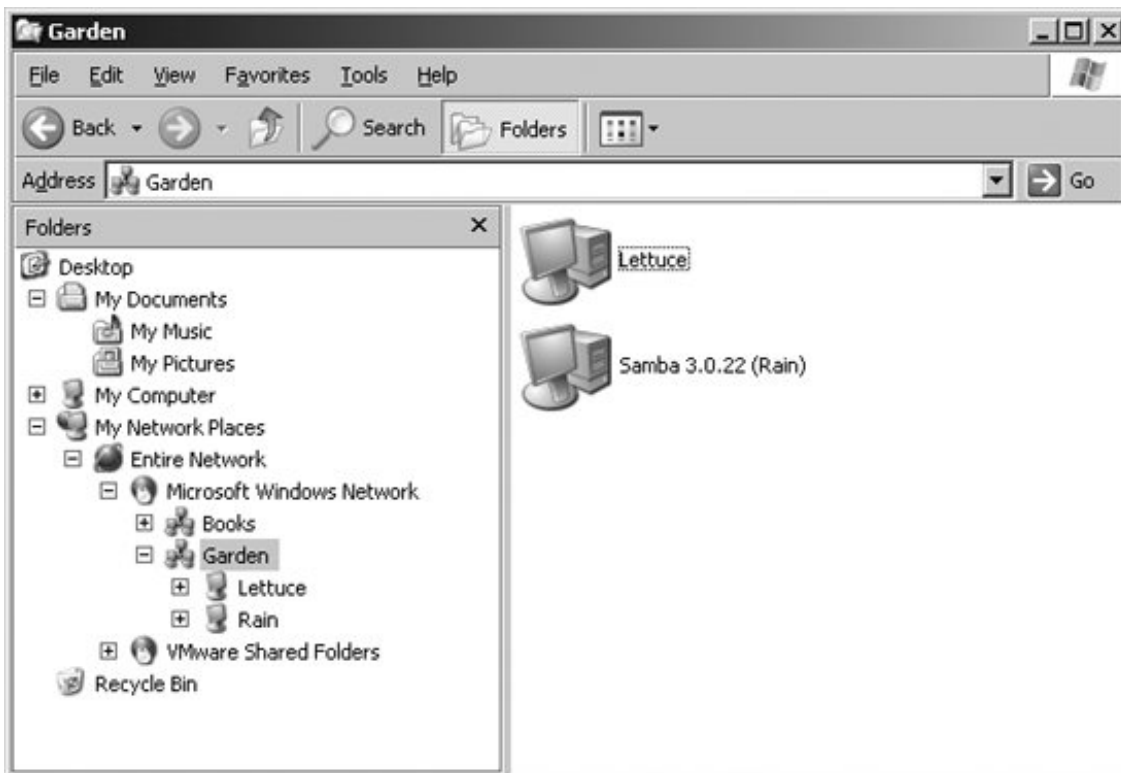 Garden
File Edit View Favorites Tools Help
Back Search Folders
Address Garden Go
Folders
Desktop
My Documents
My Music
My Pictures
My Computer
My Network Places
Entire Network
Microsoft Windows Network
Books
Garden
Lettuce
Rain
VMware Shared Folders
Recycle Bin
Lettuce
Samba 3.0.22 (Rain)